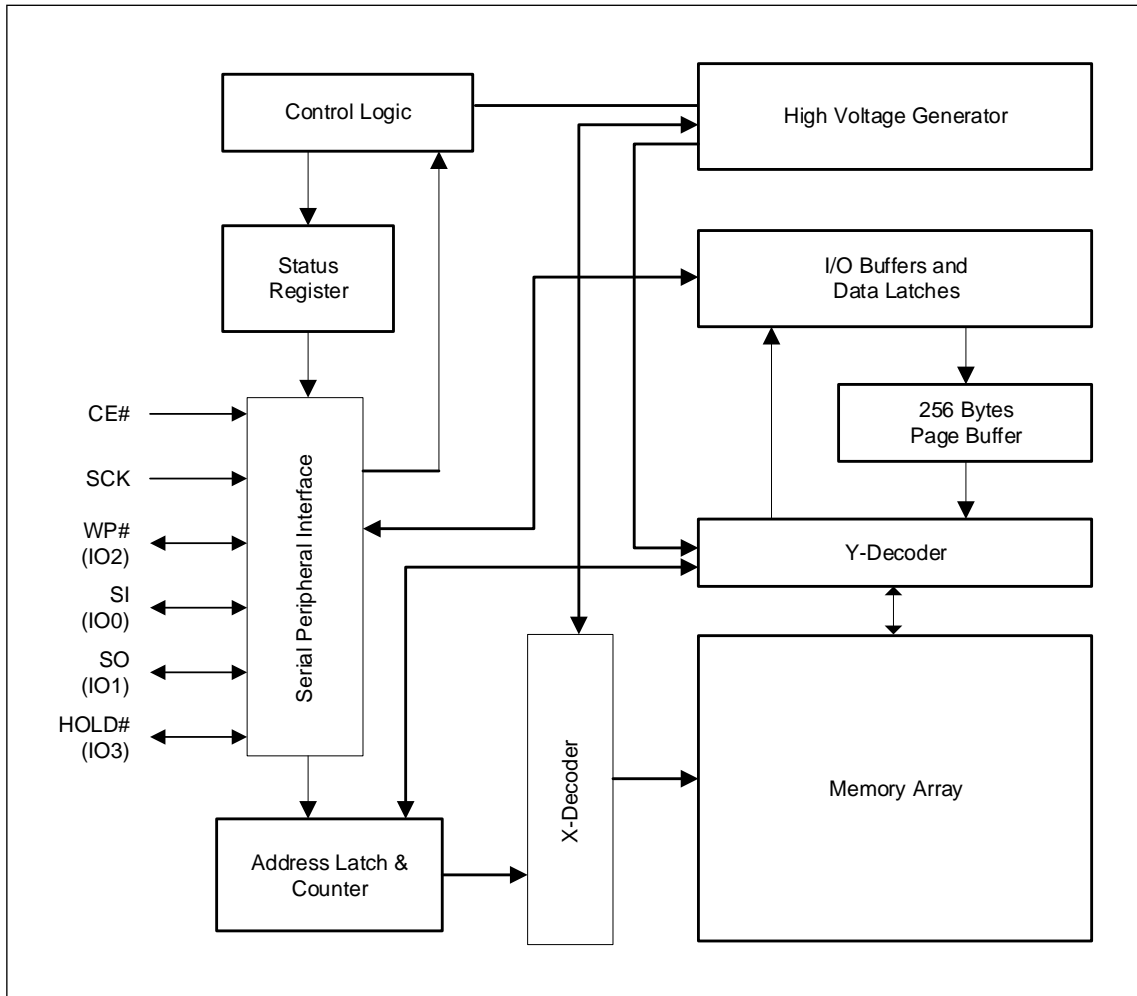 Control Logic
High Voltage Generator
Status
Register
I/O Buffers and
Data Latches
256 Bytes
Page Buffer
CE#
SCK
WP#
(IO2)
SI
(IO0)
SO
(IO1)
HOLD#
(IO3)
Serial Peripheral Interface
Y-Decoder
X-Decoder
Memory Array
Address Latch &
Counter